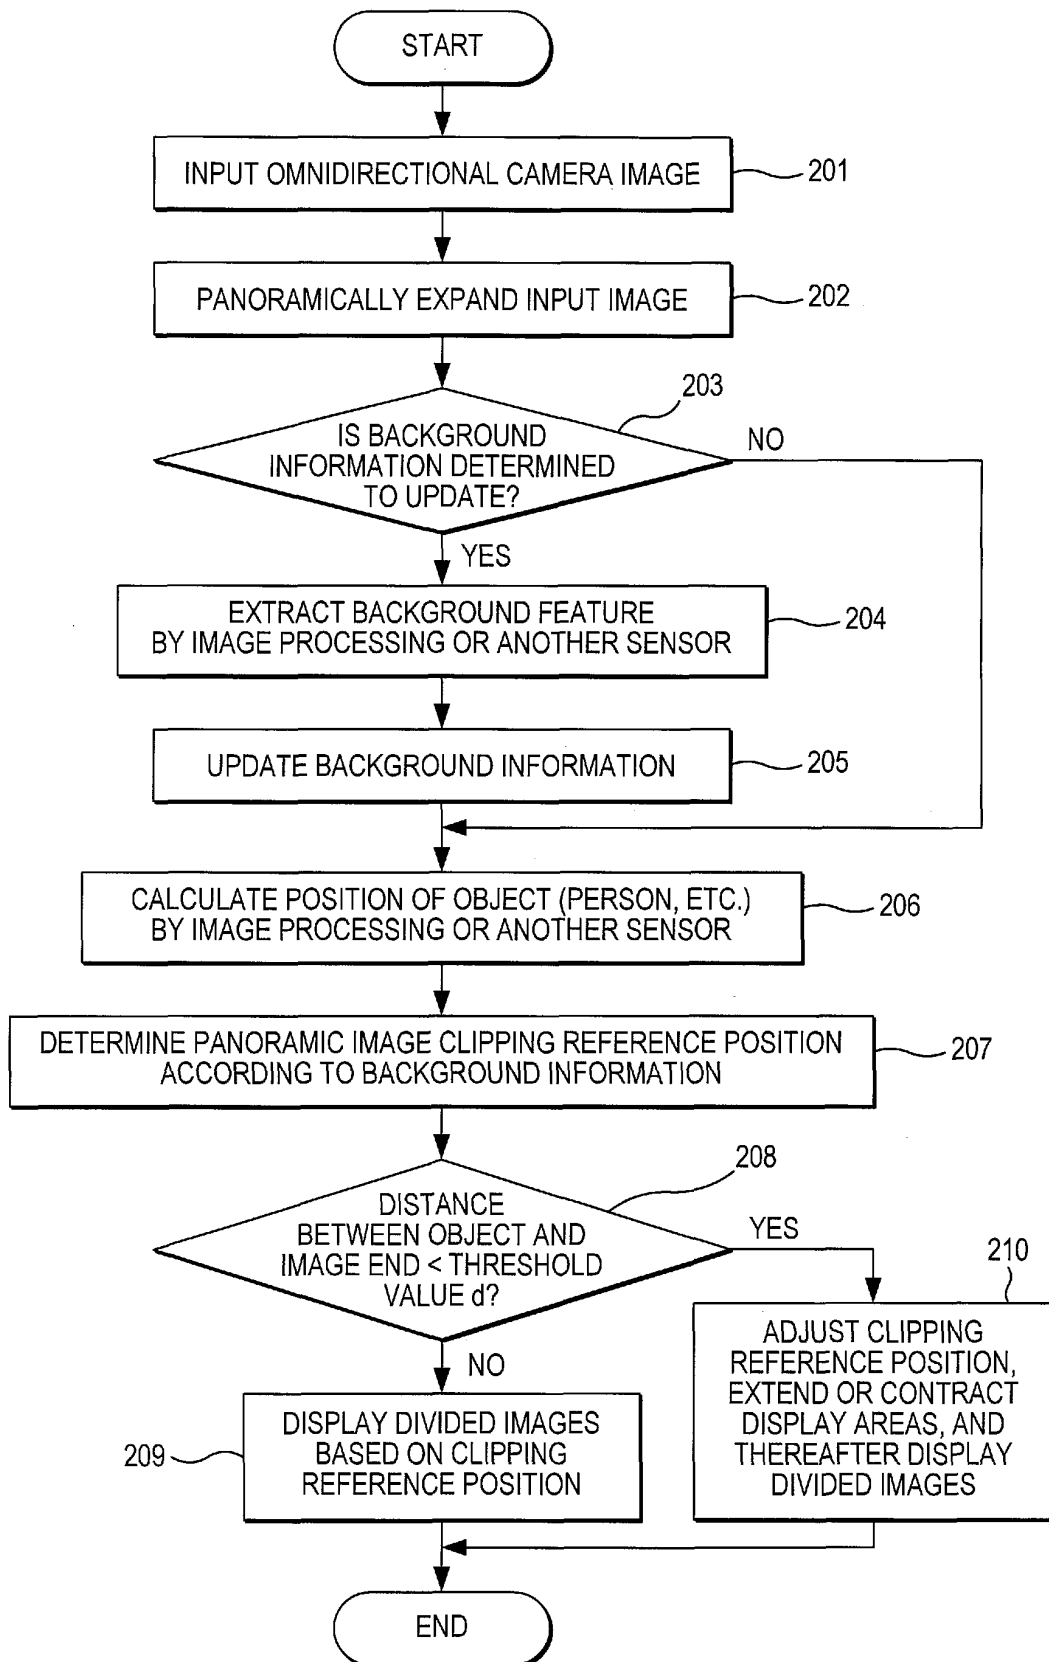 START
INPUT OMNIDIRECTIONAL CAMERA IMAGE
201
PANORAMICALLY EXPAND INPUT IMAGE
202
203
IS BACKGROUND
INFORMATION DETERMINED
TO UPDATE?
NO
YES
EXTRACT BACKGROUND FEATURE
BY IMAGE PROCESSING OR ANOTHER SENSOR
204
UPDATE BACKGROUND INFORMATION
205
CALCULATE POSITION OF OBJECT (PERSON, ETC.)
BY IMAGE PROCESSING OR ANOTHER SENSOR
206
DETERMINE PANORAMIC IMAGE CLIPPING REFERENCE POSITION
ACCORDING TO BACKGROUND INFORMATION
207
208
DISTANCE
BETWEEN OBJECT AND
IMAGE END < THRESHOLD
VALUE d?
YES
NO
210
ADJUST CLIPPING
REFERENCE POSITION,
EXTEND OR CONTRACT
DISPLAY AREAS, AND
THEREAFTER DISPLAY
DIVIDED IMAGES
209
DISPLAY DIVIDED IMAGES
BASED ON CLIPPING
REFERENCE POSITION
END